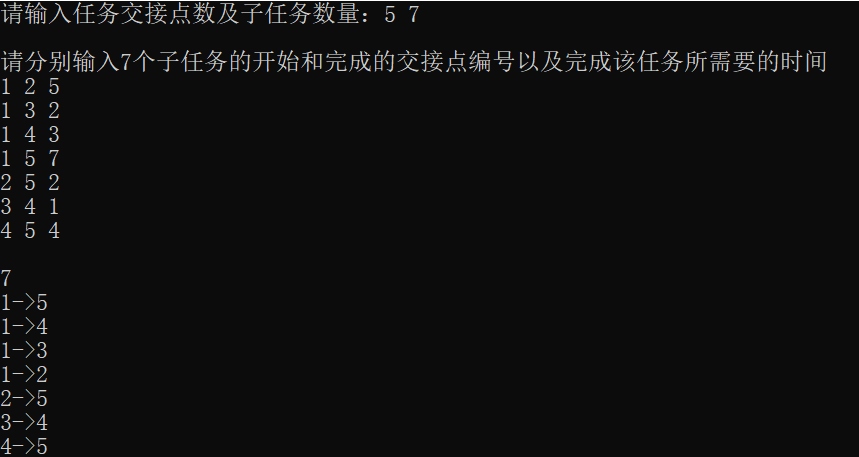 请输入任务交接点数及子任务数量：5 7
请分别输入7个子任务的开始和完成的交接点编号以及完成该任务所需要的时间
1 2 5
1 3 2
1 4 3
1 5 7
2 5 2
3 4 1
4 5 4
7
1->5
1->4
1->3
1->2
2->5
3->4
4->5